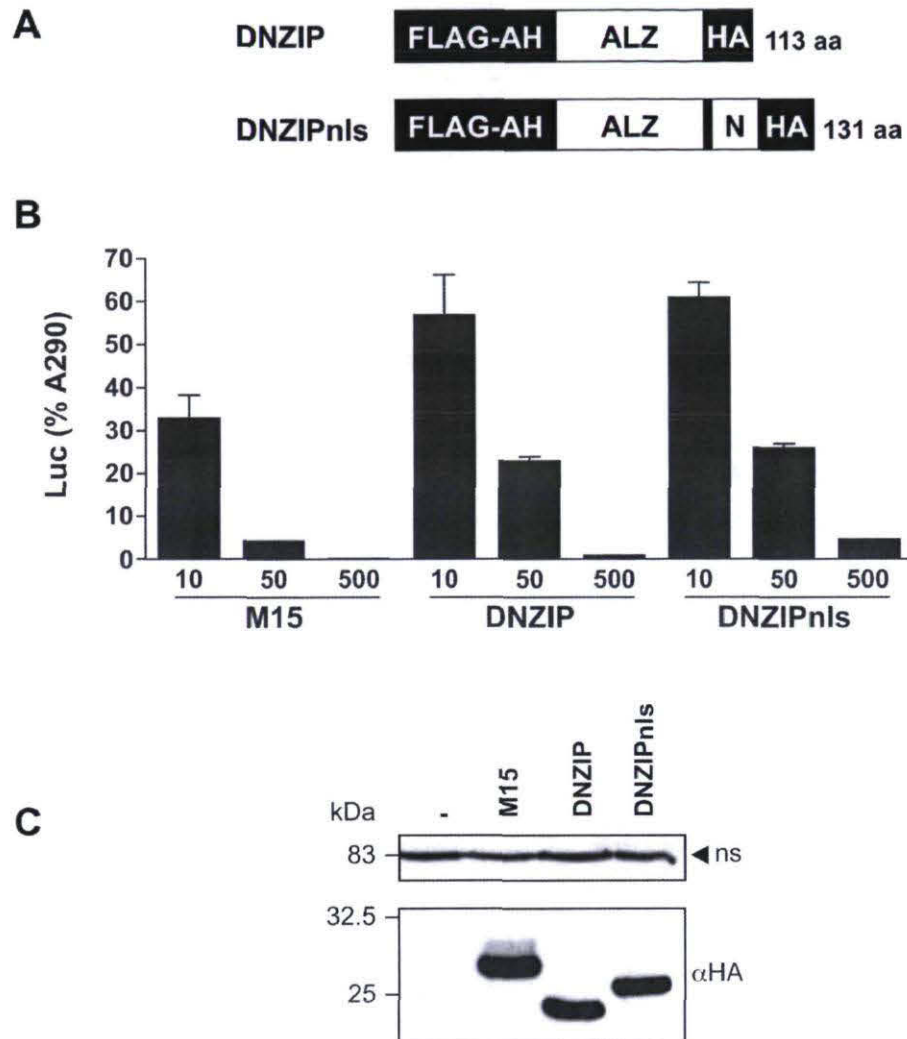 A
DNZIP FLAG-AH ALZ HA 113 aa
DNZIPnls FLAG-AH ALZ N HA 131 aa
B
Luc (% A290)
70
60
50
40
30
20
10
0
10 50 500 10 50 500 10 50 500
M15 DNZIP DNZIPnls
C
kDa - M15 DNZIP DNZIPnls
83 ns
32.5
αHA
25